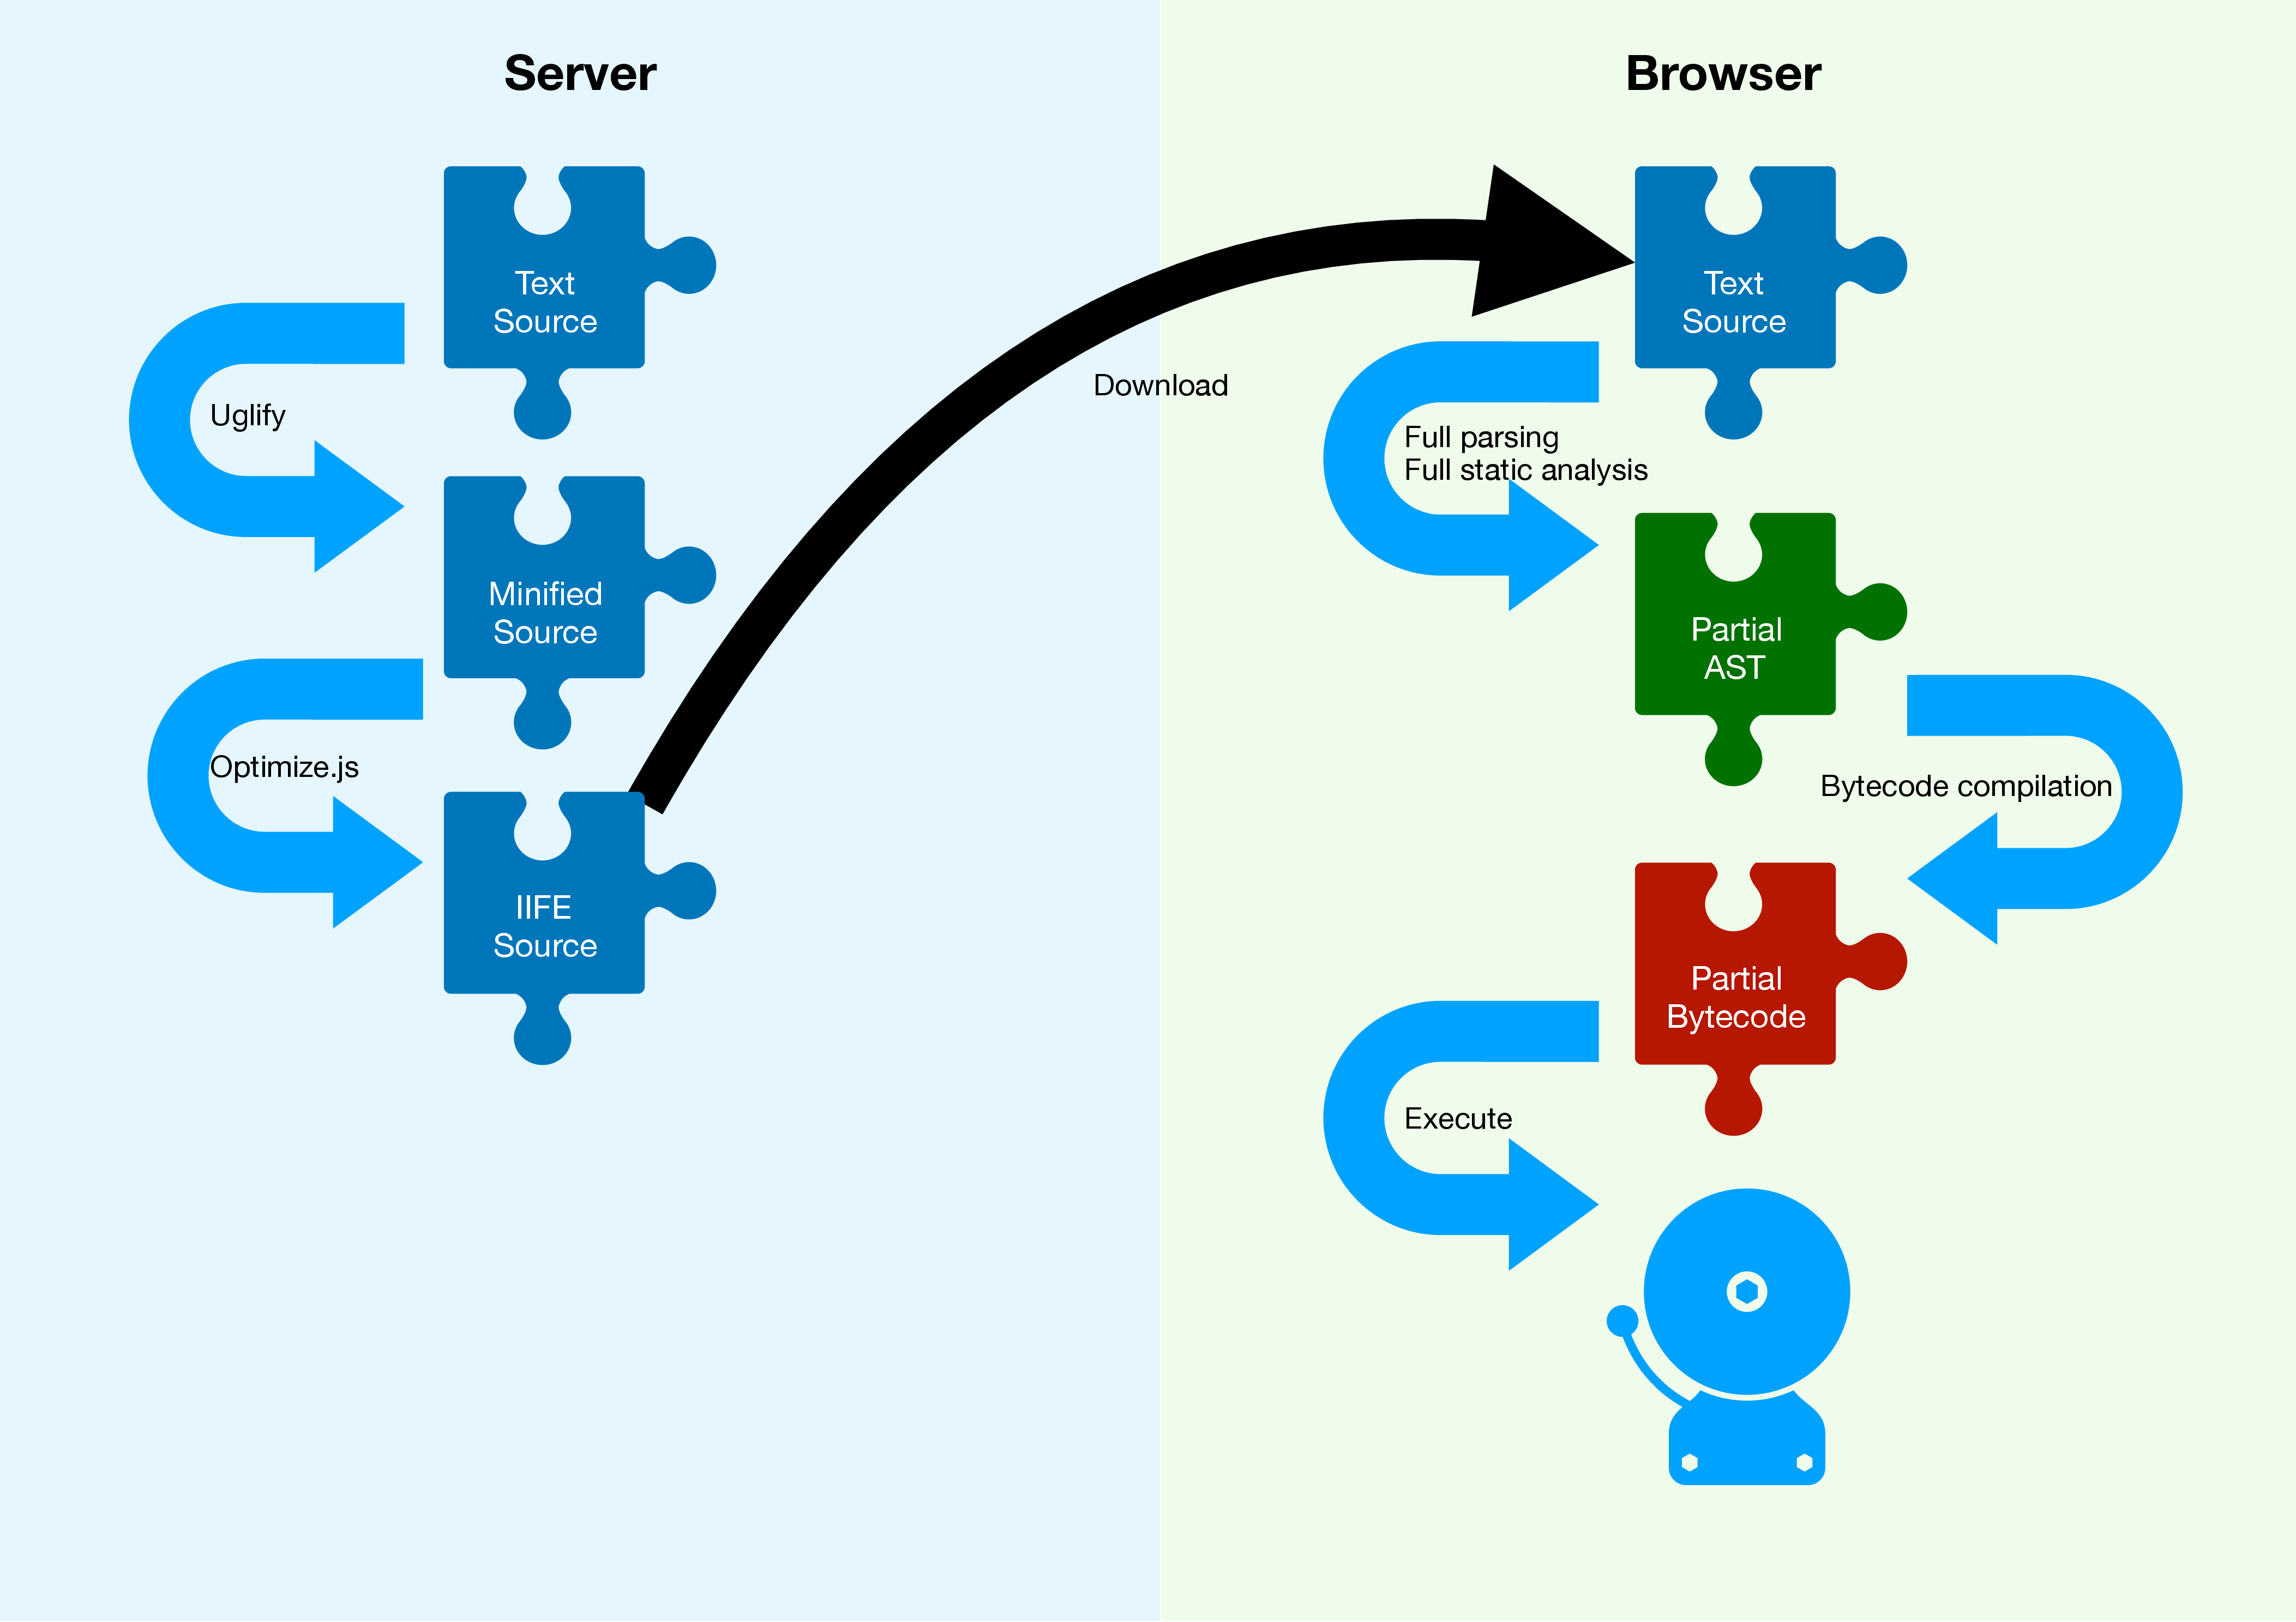 Server
Text
Source
Uglify
Minified
Source
Optimize.js
IIFE
Source
Download
Browser
Text
Source
Full parsing
Full static analysis
Partial
AST
Bytecode compilation
Partial
Bytecode
Execute